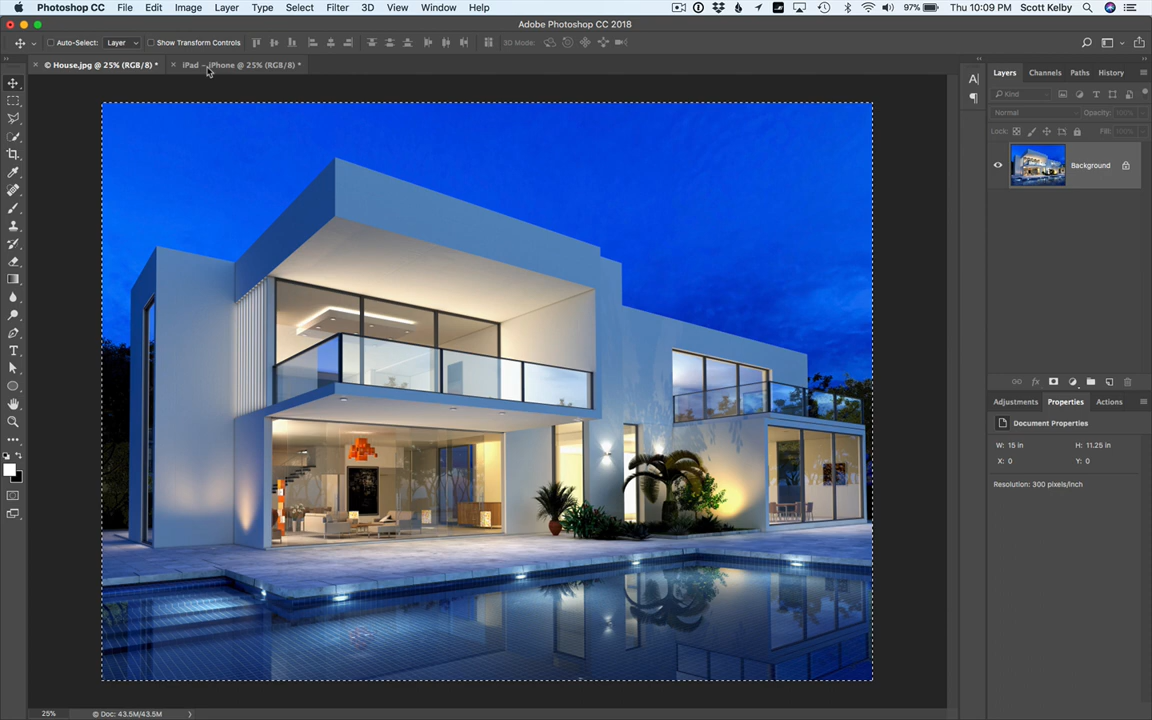 Photoshop CC File Edit Image Layer Type Select Filter 3D View Window Help 97% Thu 10:09 PM Scott Kelby
Adobe Photoshop CC 2018
Auto-Select: Layer Show Transform Controls 3D Mode:
× © House.jpg @ 25% (RGB/8) * × iPad – iPhone @ 25% (RGB/8) *
Layers Channels Paths History
Kind
Normal Opacity: 100%
Lock: Fill: 100%
Background
Adjustments Properties Actions
Document Properties
W: 15 in H: 11.25 in
X: 0 Y: 0
Resolution: 300 pixels/inch
25% © Doc: 43.5M/43.5M